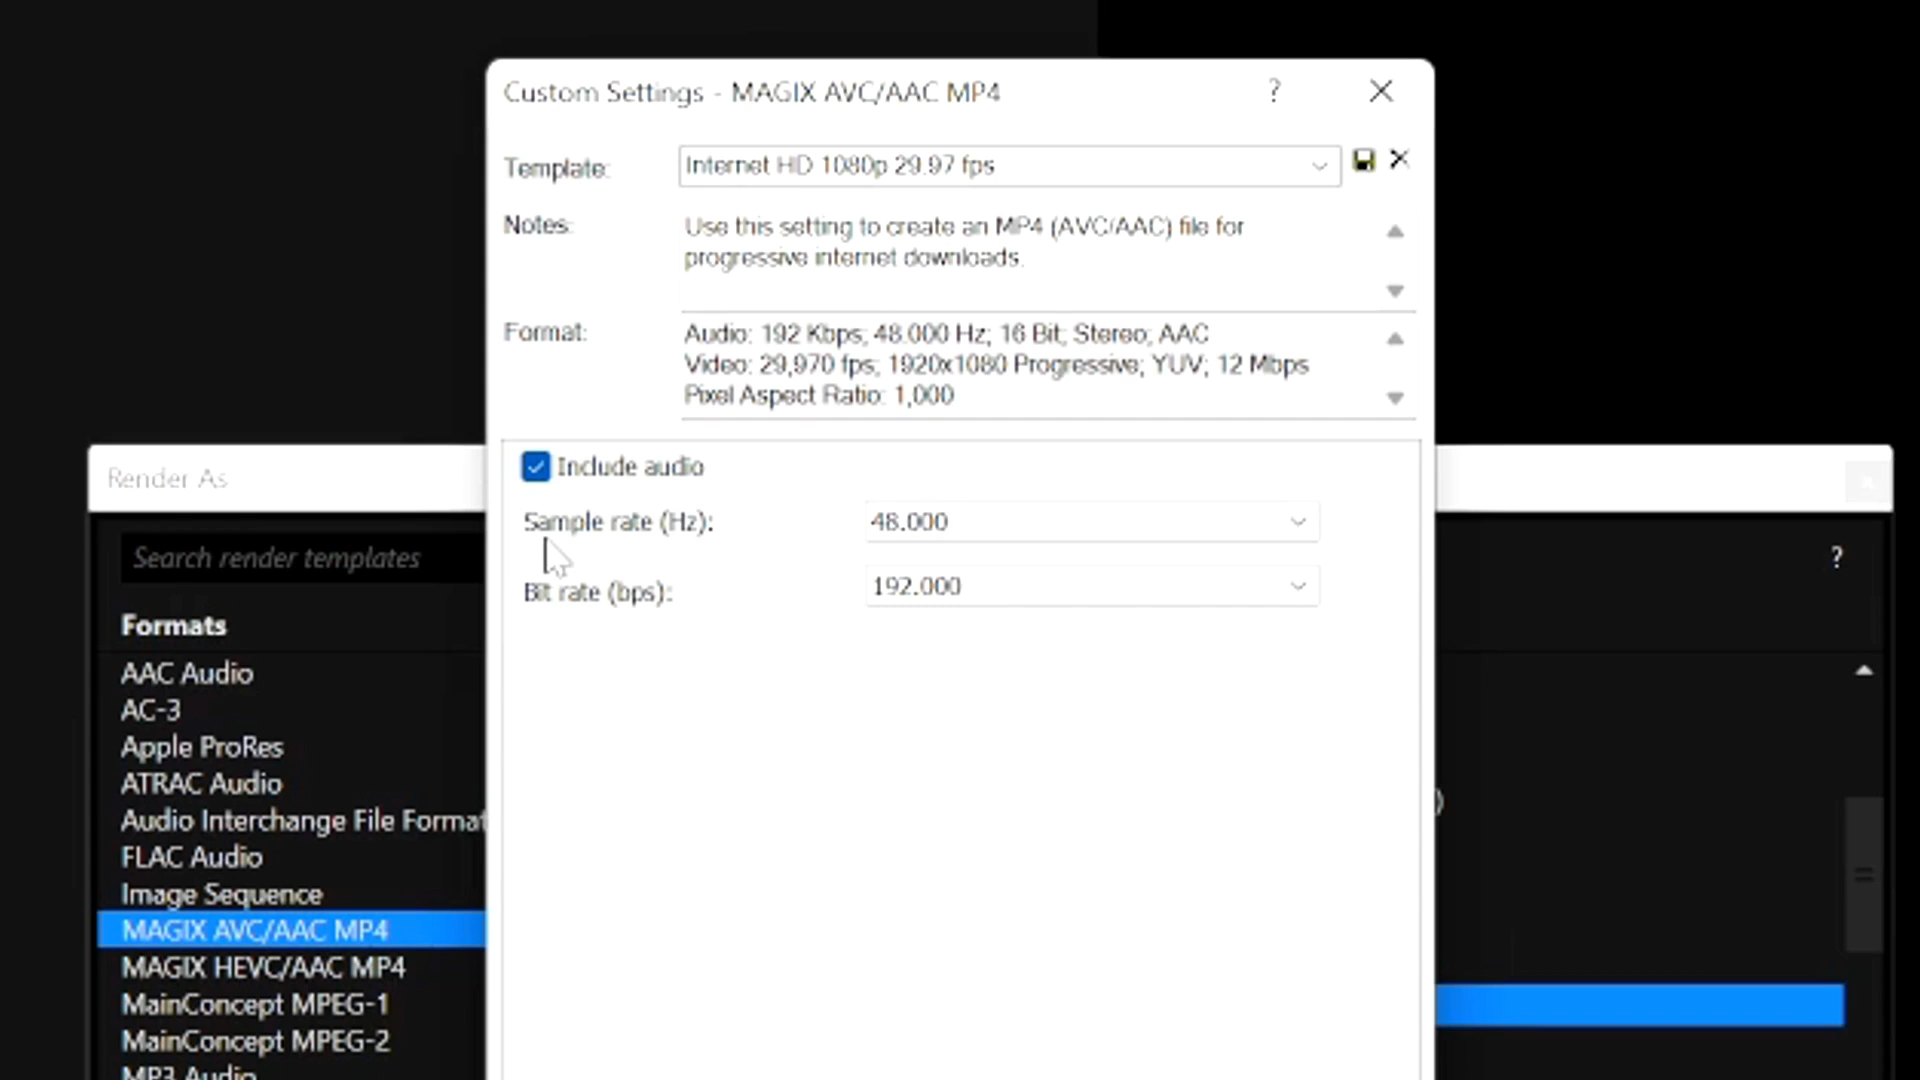 Custom Settings - MAGIX AVC/AAC MP4
?
Template:
Internet HD 1080p 29.97 fps
Notes:
Use this setting to create an MP4 (AVC/AAC) file for
progressive internet downloads.
Format:
Audio: 192 Kbps; 48.000 Hz; 16 Bit; Stereo; AAC
Video: 29,970 fps; 1920x1080 Progressive; YUV; 12 Mbps
Pixel Aspect Ratio: 1,000
Include audio
Sample rate (Hz):
48.000
Bit rate (bps):
192.000
Render As
Search render templates
?
Formats
AAC Audio
AC-3
Apple ProRes
ATRAC Audio
Audio Interchange File Format
FLAC Audio
Image Sequence
MAGIX AVC/AAC MP4
MAGIX HEVC/AAC MP4
MainConcept MPEG-1
MainConcept MPEG-2
MP3 Audio
)